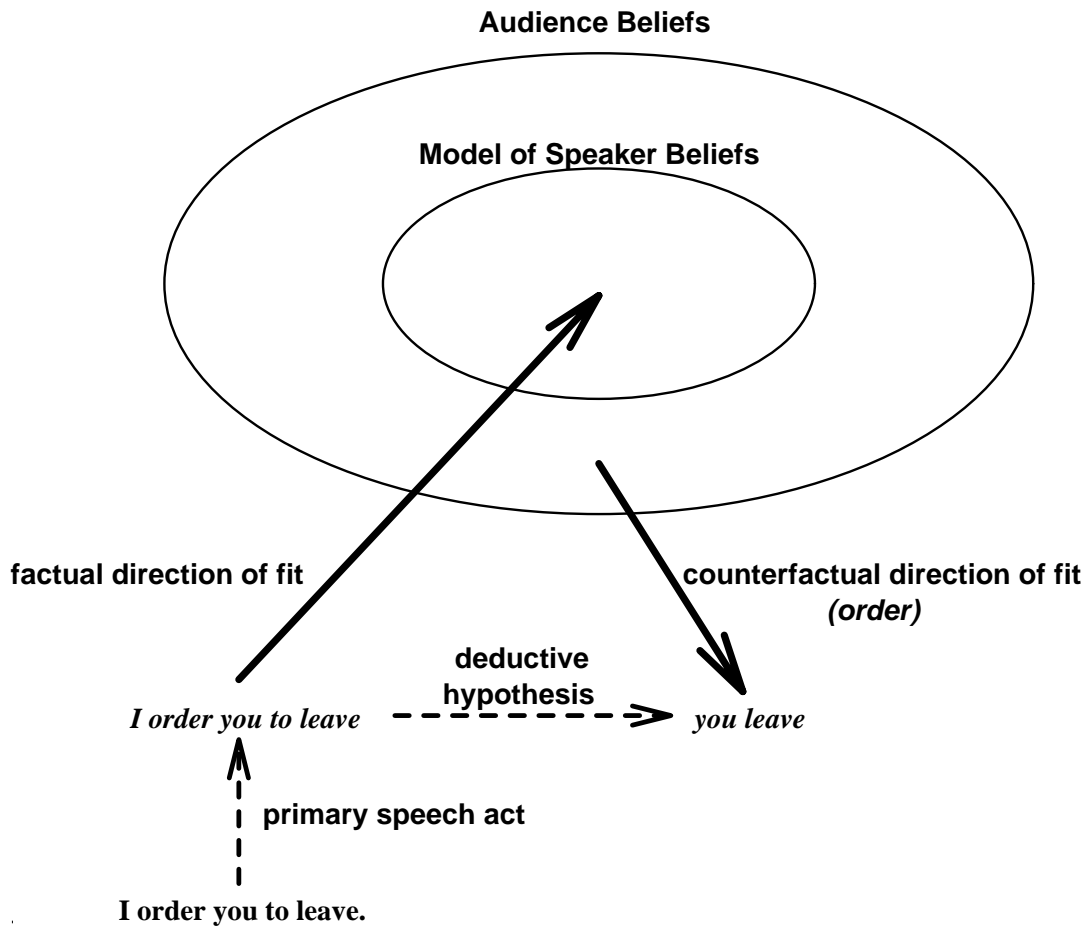 Audience Beliefs
Model of Speaker Beliefs
factual direction of fit
counterfactual direction of fit
(order)
deductive
hypothesis
I order you to leave
you leave
primary speech act
I order you to leave.